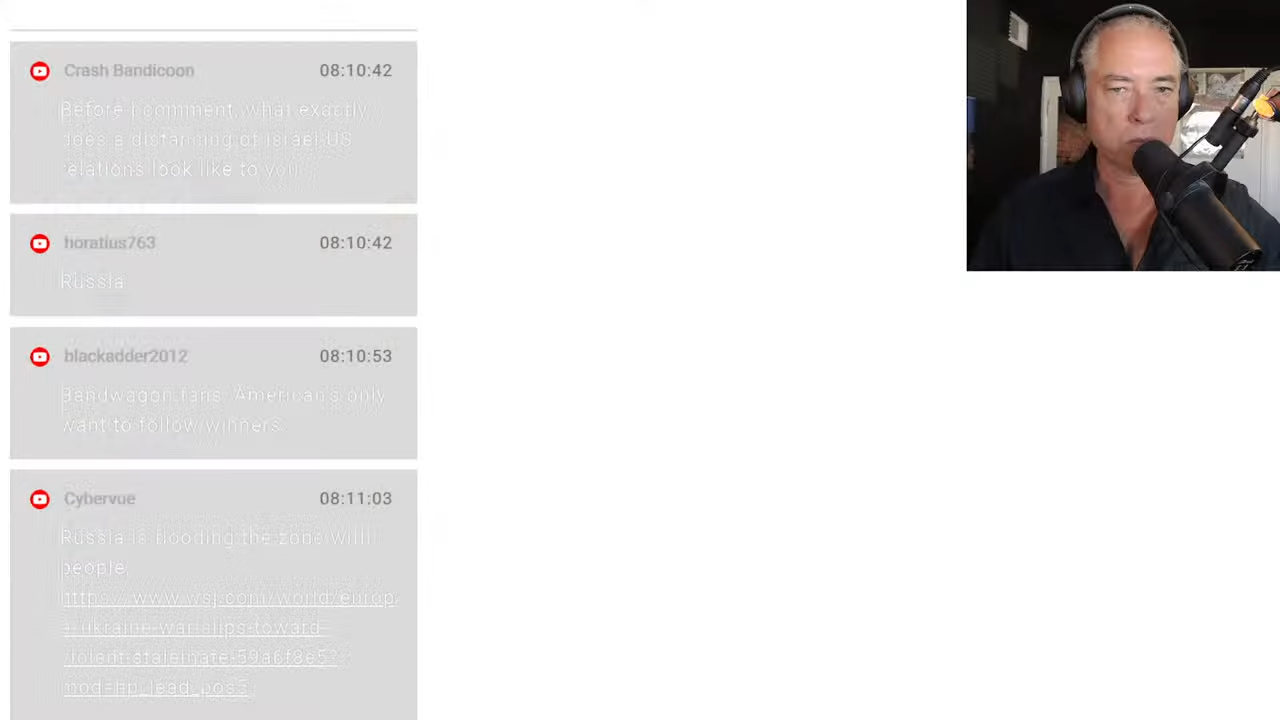 Crash Bandicoon 08:10:42
Before I comment, what exactly
does a distancing of Israel-US
relations look like to you
horatius763 08:10:42
Russia
blackadder2012 08:10:53
Bandwagon fans. American's only
want to follow winners.
Cybervue 08:11:03
Russia is flooding the zone
people.
https://www.wsj.com/world/europ
e/ukraine-war-slips-toward-
violent-stalemate-59a6f8e5?
mod=hp_lead_pos5